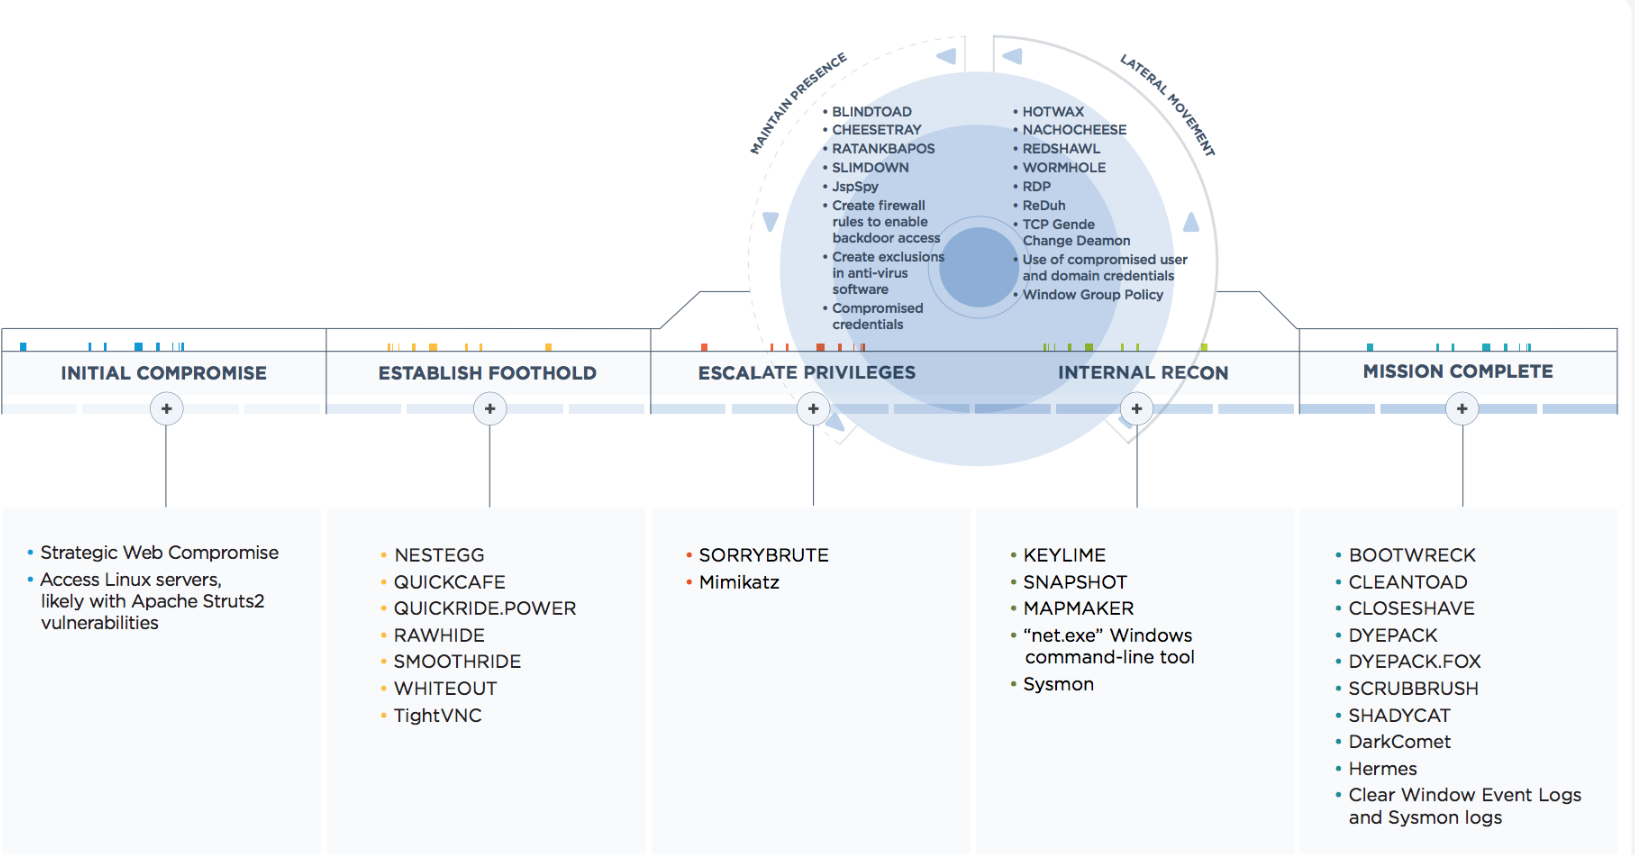 MAINTAIN PRESENCE
• BLINDTOAD
• CHEESETRAY
• RATANKBAPOS
• SLIMDOWN
• JspSpy
• Create firewall
rules to enable
backdoor access
• Create exclusions
in anti-virus
software
• Compromised
credentials
LATERAL MOVEMENT
• HOTWAX
• NACHOCHEESE
• REDSHAWL
• WORMHOLE
• RDP
• ReDuh
• TCP Gende
Change Deamon
• Use of compromised user
and domain credentials
• Window Group Policy
INITIAL COMPROMISE
ESTABLISH FOOTHOLD
ESCALATE PRIVILEGES
INTERNAL RECON
MISSION COMPLETE
• Strategic Web Compromise
• Access Linux servers,
likely with Apache Struts2
vulnerabilities
• NESTEGG
• QUICKCAFE
• QUICKRIDE.POWER
• RAWHIDE
• SMOOTHRIDE
• WHITEOUT
• TightVNC
• SORRYBRUTE
• Mimikatz
• KEYLIME
• SNAPSHOT
• MAPMAKER
• “net.exe” Windows
command-line tool
• Sysmon
• BOOTWRECK
• CLEANTOAD
• CLOSESHAVE
• DYEPACK
• DYEPACK.FOX
• SCRUBBRUSH
• SHADYCAT
• DarkComet
• Hermes
• Clear Window Event Logs
and Sysmon logs